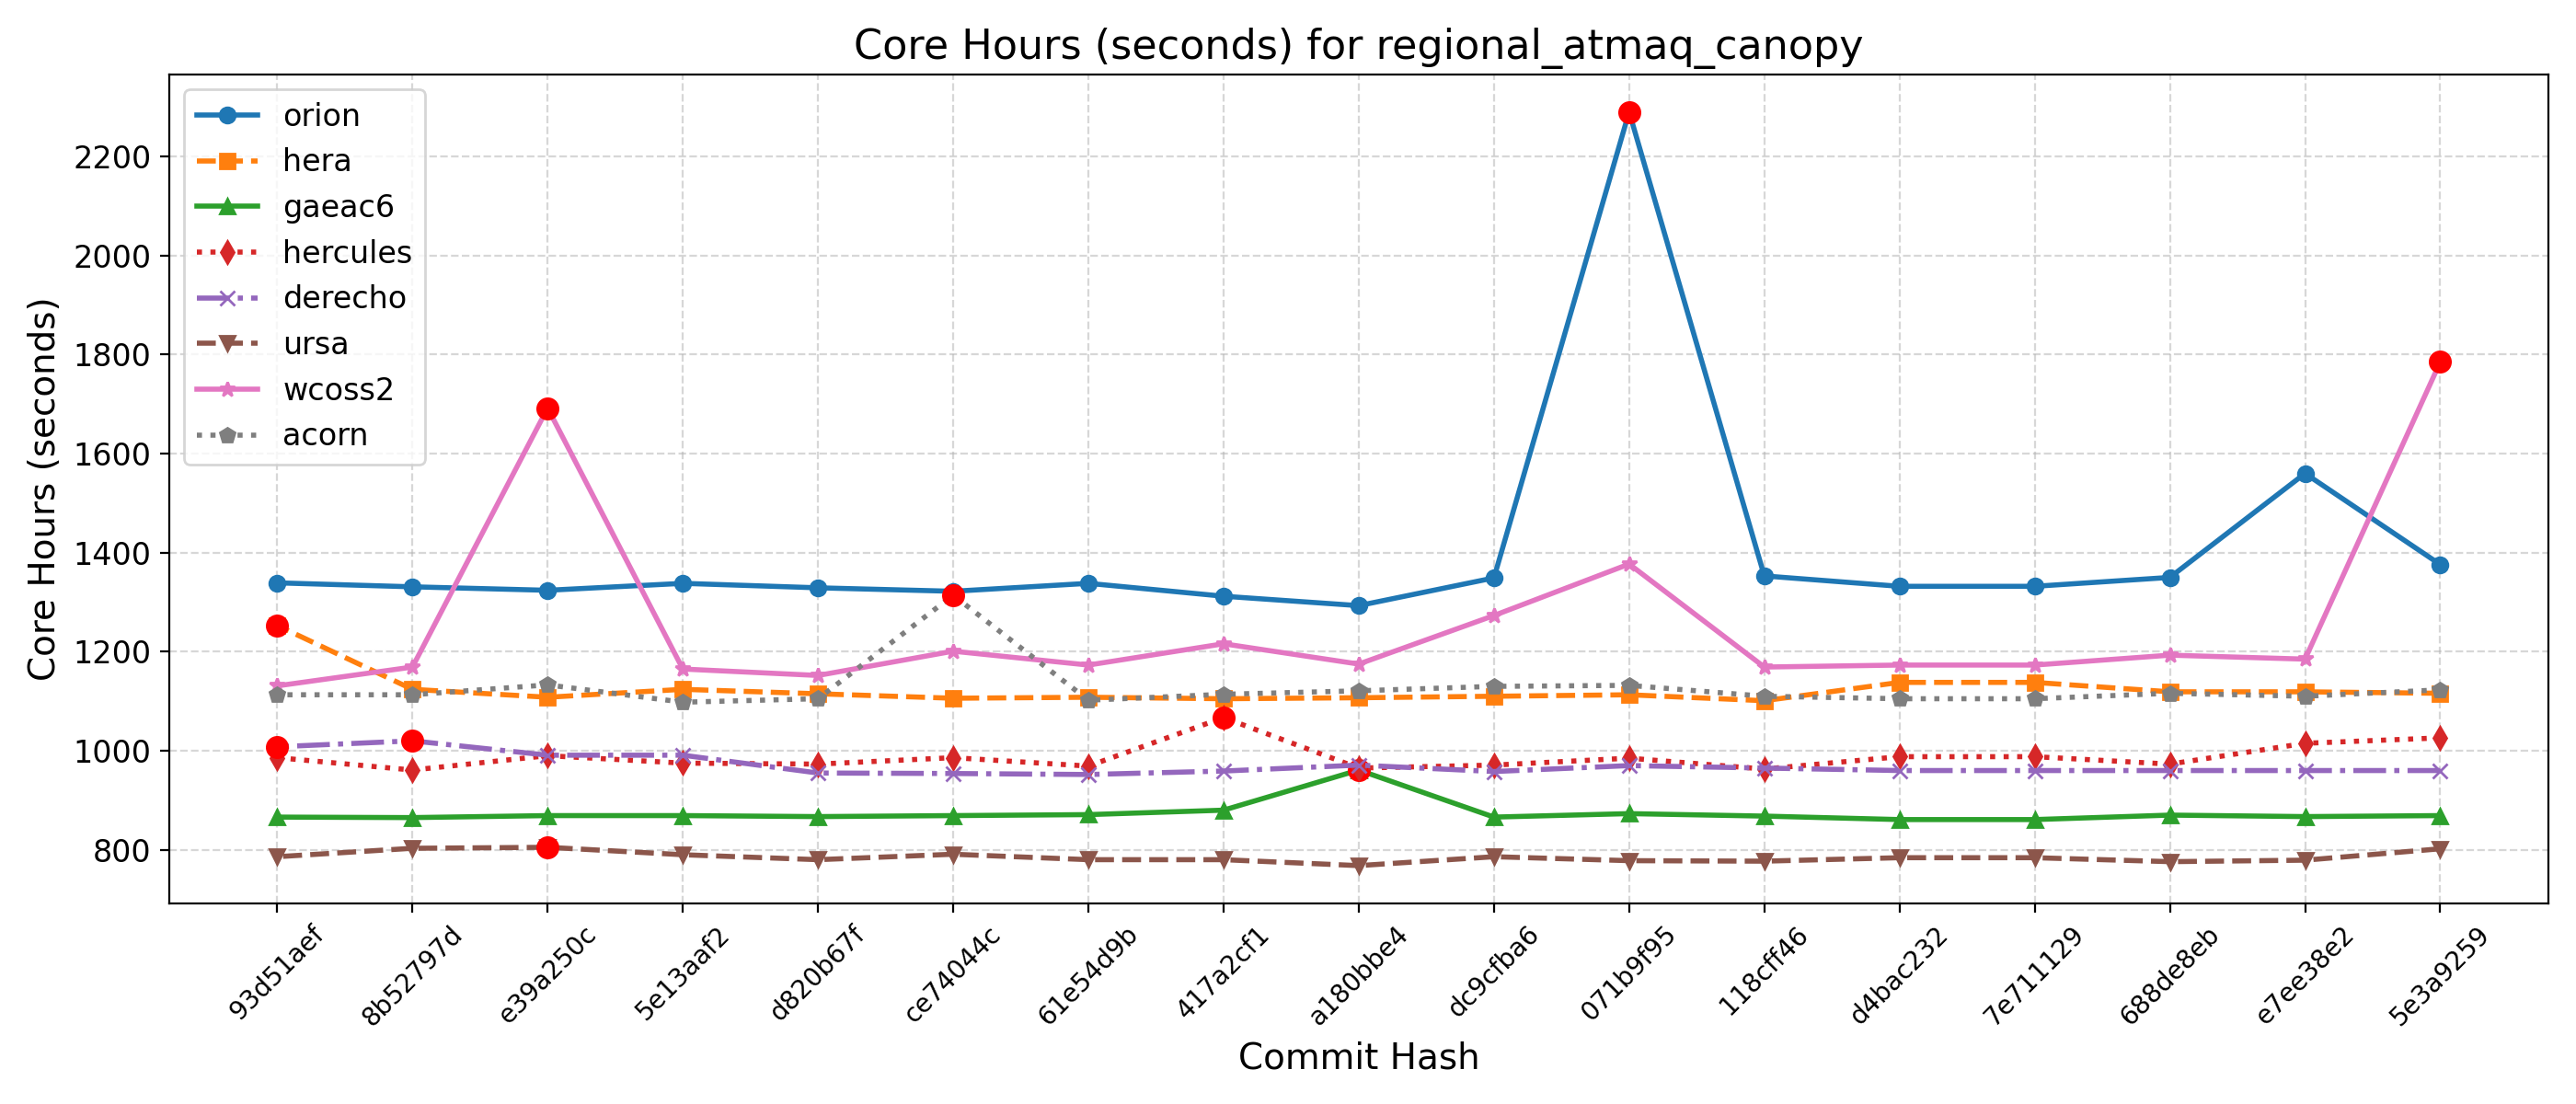 Core Hours (seconds) for regional_atmaq_canopy
orion
hera
gaeac6
hercules
derecho
ursa
wcoss2
acorn
Core Hours (seconds)
2200
2000
1800
1600
1400
1200
1000
800
93d51aef
8b52797d
e39a250c
5e13aaf2
d820b67f
ce74044c
61e54d9b
417a2cf1
a180bbe4
dc9cfba6
071b9f95
118cff46
d4bac232
7e711129
688de8eb
e7ee38e2
5e3a9259
Commit Hash